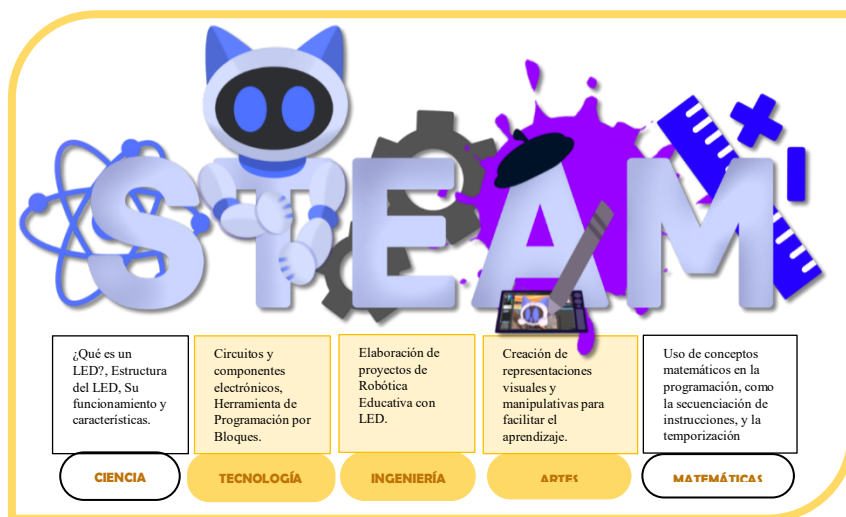 STEAM
¿Qué es un
LED?, Estructura
del LED, Su
funcionamiento y
características.
Circuitos y
componentes
electrónicos,
Herramienta de
Programación por
Bloques.
Elaboración de
proyectos de
Robótica
Educativa con
LED.
Creación de
representaciones
visuales y
manipulativas para
facilitar el
aprendizaje.
Uso de conceptos
matemáticos en la
programación, como
la secuenciación de
instrucciones, y la
temporización
CIENCIA
TECNOLOGÍA
INGENIERÍA
ARTES
MATEMÁTICAS